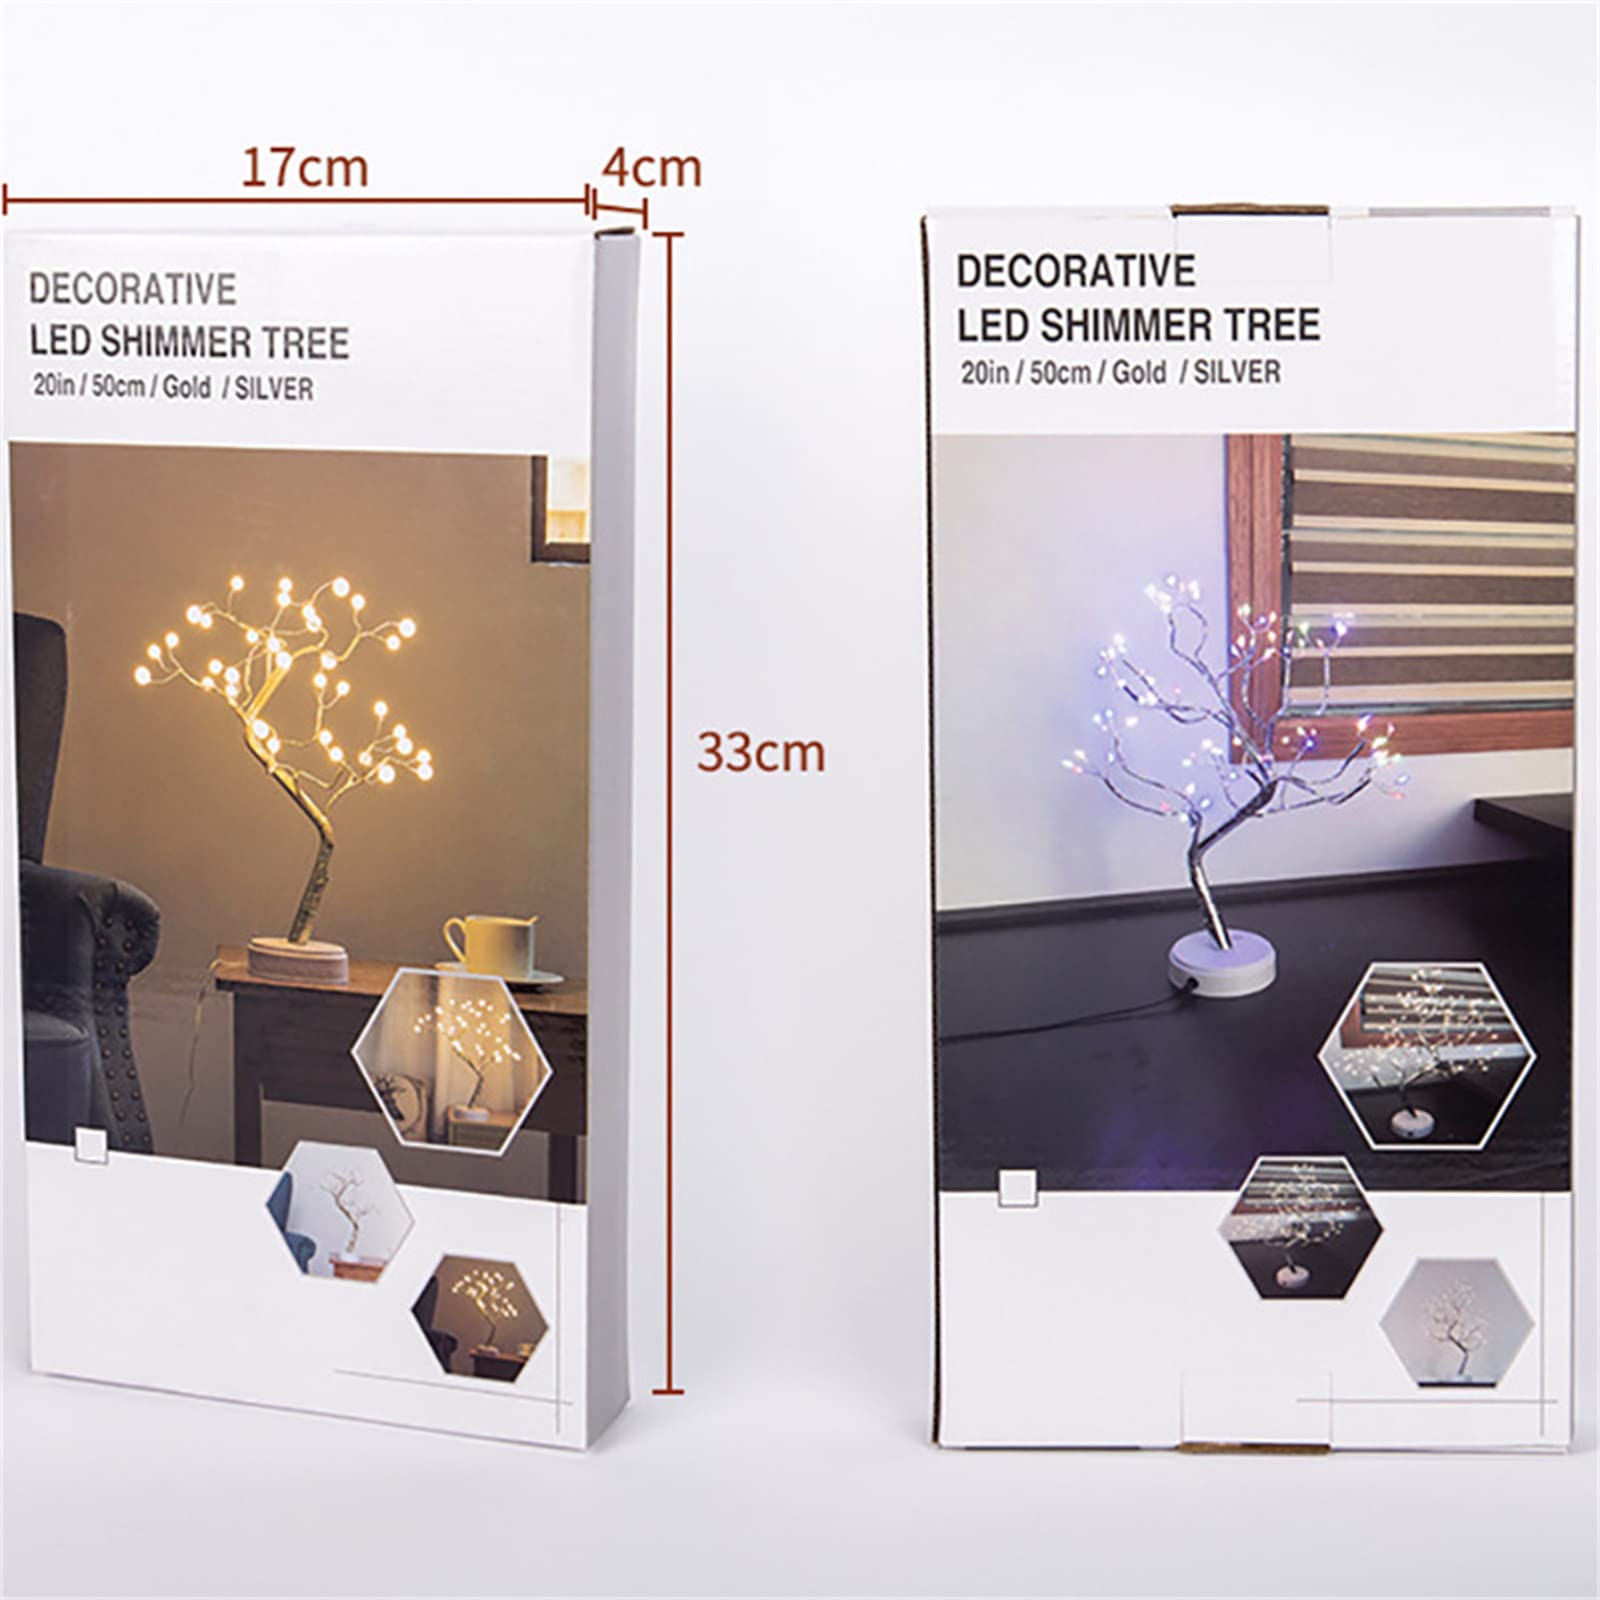 17cm
4cm
DECORATIVE
LED SHIMMER TREE
20in / 50cm / Gold / SILVER
33cm
DECORATIVE
LED SHIMMER TREE
20in / 50cm / Gold / SILVER